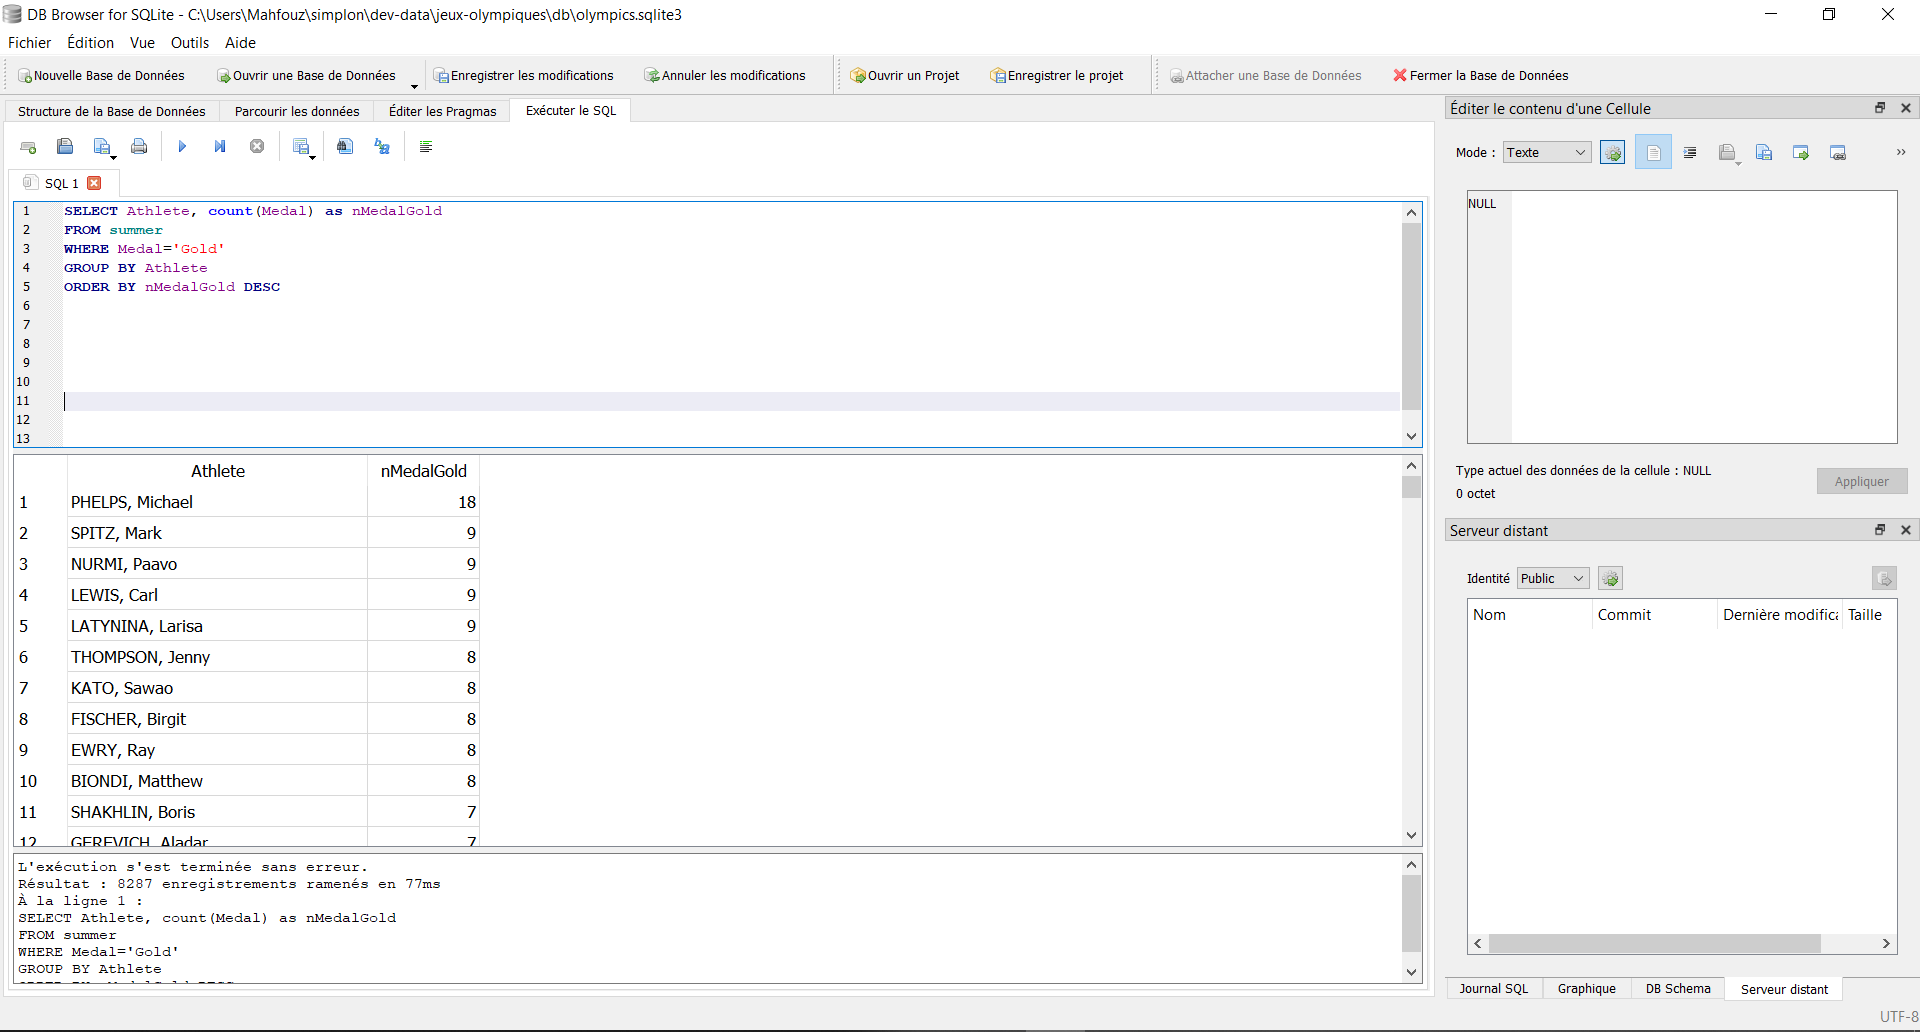 DB Browser for SQLite - C:\Users\Mahfouz\simplon\dev-data\jeux-olympiques\db\olympics.sqlite3
Fichier Édition Vue Outils Aide
Nouvelle Base de Données Ouvrir une Base de Données Enregistrer les modifications Annuler les modifications Ouvrir un Projet Enregistrer le projet Attacher une Base de Données Fermer la Base de Données
Structure de la Base de Données Parcourir les données Éditer les Pragmas Exécuter le SQL
SQL 1
1 SELECT Athlete, count(Medal) as nMedalGold
2 FROM summer
3 WHERE Medal='Gold'
4 GROUP BY Athlete
5 ORDER BY nMedalGold DESC
6
7
8
9
10
11
12
13
Athlete nMedalGold
1 PHELPS, Michael 18
2 SPITZ, Mark 9
3 NURMI, Paavo 9
4 LEWIS, Carl 9
5 LATYNINA, Larisa 9
6 THOMPSON, Jenny 8
7 KATO, Sawao 8
8 FISCHER, Birgit 8
9 EWRY, Ray 8
10 BIONDI, Matthew 8
11 SHAKHLIN, Boris 7
12 GEREVICH, Aladar 7
L'exécution s'est terminée sans erreur.
Résultat : 8287 enregistrements ramenés en 77ms
À la ligne 1 :
SELECT Athlete, count(Medal) as nMedalGold
FROM summer
WHERE Medal='Gold'
GROUP BY Athlete
ORDER BY nMedalGold DESC
Éditer le contenu d'une Cellule
Mode : Texte
NULL
Type actuel des données de la cellule : NULL
0 octet
Appliquer
Serveur distant
Identité Public
Nom Commit Dernière modifica Taille
Journal SQL Graphique DB Schema Serveur distant
UTF-8